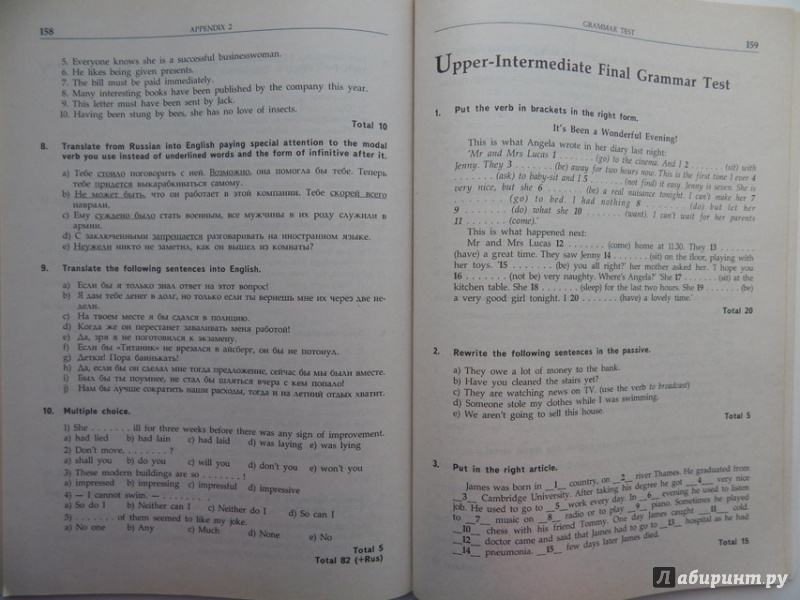 158
APPENDIX 2
5. Everyone knows she is a successful businesswoman.
6. He likes being given presents.
7. The bill must be paid immediately.
8. Many interesting books have been published by the company this year.
9. This letter must have been sent by Jack.
10. Having been stung by bees, she has no love of insects.
Total 10
8. Translate from Russian into English paying special attention to the modal
verb you use instead of underlined words and the form of infinitive after it.
a) Тебе стоило поговорить с ней. Возможно, она помогла бы тебе. Теперь
тебе придется выкарабкиваться самому.
b) Не может быть, что он работает в этой компании. Тебе скорей всего
наврали.
c) Ему суждено было стать военным, все мужчины в их роду служили в
армии.
d) С заключенными запрещается разговаривать на иностранном языке.
e) Неужели никто не заметил, как он вышел из комнаты?
9. Translate the following sentences into English.
a) Если бы я только знал ответ на этот вопрос!
b) Я дам тебе денег в долг, но только если ты вернешь мне их через две не-
дели.
c) На твоем месте я бы сдался в полицию.
d) Когда же он перестанет заваливать меня работой!
e) Да, зря я не поготовился к экзамену.
f) Если бы «Титаник» не врезался в айсберг, он бы не потонул.
g) Детки! Пора баиньками!
h) Да, если бы он сделал мне тогда предложение, сейчас бы мы были вместе.
i) Был бы ты поумнее, не стал бы шляться вчера с кем попало!
j) Нам бы лучше сократить наши расходы, тогда и на летний отдых хватит.
10. Multiple choice.
1) She ....... ill for three weeks before there was any sign of improvement.
a) had lied b) had lain c) had laid d) was laying e) was lying
2) Don't move, ....... ?
a) shall you b) do you c) will you d) don't you e) won't you
3) These modern buildings are so ....... !
a) impressed b) impressing c) impressful d) impressive
4) — I cannot swim. — ....... .
a) So do I b) Neither can I c) Neither do I d) So can I
5) ....... of them seemed to like my joke.
a) No one b) Any c) Much d) None e) No
Total 5
Total 82 (+Rus)
GRAMMAR TEST
159
Upper-Intermediate Final Grammar Test
1. Put the verb in brackets in the right form.
It's Been a Wonderful Evening!
This is what Angela wrote in her diary last night:
'Mr and Mrs Lucas 1 ....... (go) to the cinema. And I 2 ....... (sit) with
Jenny. They 3 ....... (be) away for two hours now. This is the first time I ever 4
....... (ask) to baby-sit and I 5 ....... (not find) it easy. Jenny is seven. She is
very nice, but she 6 ....... (be) a real nuisance tonight. I can't make her 7
....... (go) to bed. I had nothing 8 ....... (do) but let her
9 ....... (do) what she 10 ....... (want). I can't wait for her parents
11 ....... (come).'
This is what happened next:
Mr and Mrs Lucas 12 ....... (come) home at 11.30. They 13 .......
(have) a great time. They saw Jenny 14 ....... (sit) on the floor, playing with
her toys. '15 ....... (be) you all right?' her mother asked her. 'I hope you
16 ....... (not be) very naughty. Where's Angela?' She 17 ....... (sit) at the
kitchen table. She 18 ....... (sleep) for the last two hours. She 19 ....... (be)
a very good girl tonight. I 20 ....... (have) a lovely time.'
Total 20
2. Rewrite the following sentences in the passive.
a) They owe a lot of money to the bank.
b) Have you cleaned the stairs yet?
c) They are watching news on TV. (use the verb to broadcast)
d) Someone stole my clothes while I was swimming.
e) We aren't going to sell this house.
Total 5
3. Put in the right article.
James was born in __1__ country, on __2__ river Thames. He graduated from
__3__ Cambridge University. After taking his degree he got __4__ very nice
job. He used to go to __5__ work every day. In __6__ evening he used to listen
to __7__ music on __8__ radio or to play __9__ piano. Sometimes he played
__10__ chess with his friend Tommy. One day James caught __11__ cold.
__12__ doctor came and said that James had to go to __13__ hospital as he had
__14__ pneumonia. __15__ few days later James died.
Total 15
Лабиринт.ру